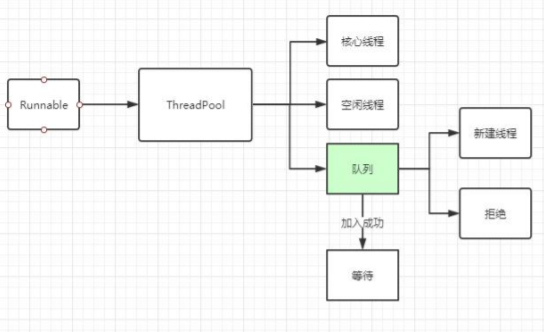 核心线程
Runnable
ThreadPool
空闲线程
新建线程
队列
加入成功
拒绝
等待